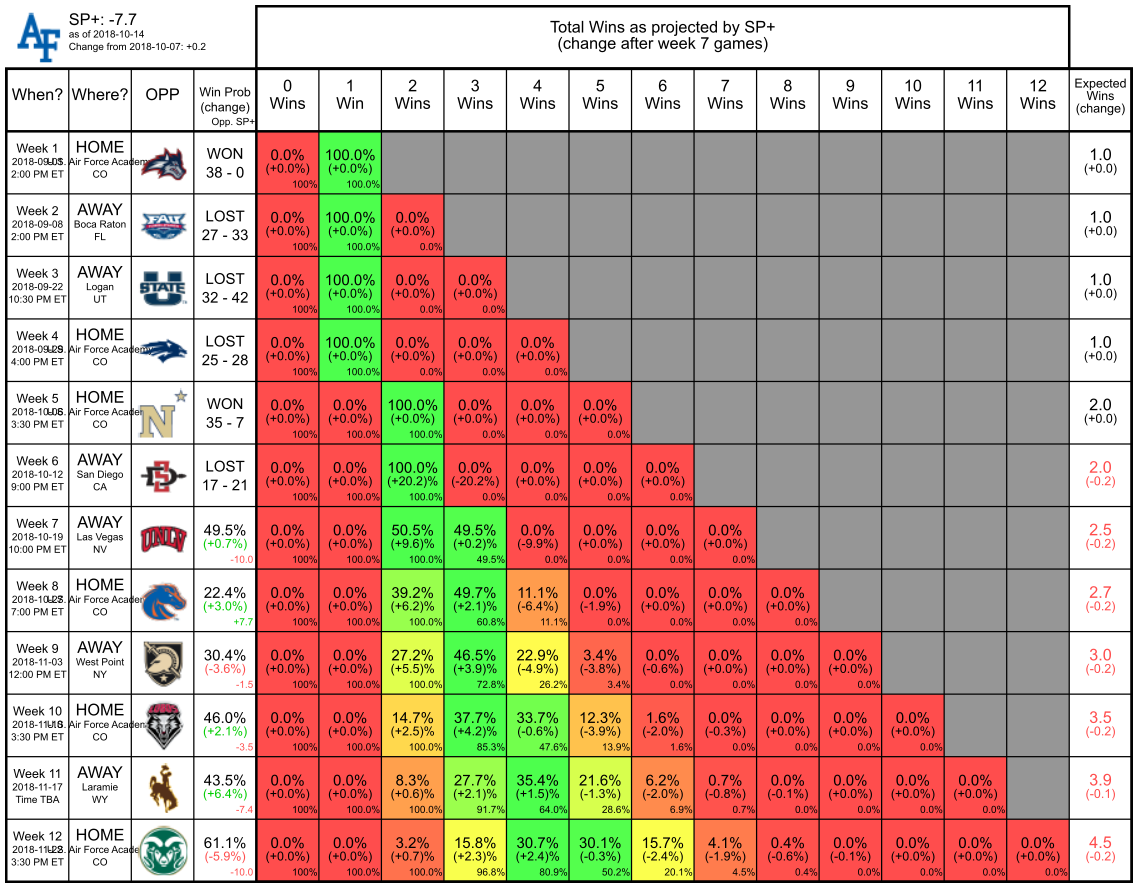 SP+: -7.7
as of 2018-10-14
Change from 2018-10-07: +0.2
Total Wins as projected by SP+
(change after week 7 games)
When? Where? OPP Win Prob (change) Opp. SP+ 0 Wins 1 Win 2 Wins 3 Wins 4 Wins 5 Wins 6 Wins 7 Wins 8 Wins 9 Wins 10 Wins 11 Wins 12 Wins Expected Wins (change)
Week 1 HOME WON 0.0% 100.0% 1.0
2018-09-01 U.S. Air Force Academy (+0.0%) (+0.0%) (+0.0)
2:00 PM ET CO 38 - 0 100% 100.0%
Week 2 AWAY LOST 0.0% 100.0% 0.0% 1.0
2018-09-08 Boca Raton FAU (+0.0%) (+0.0%) (+0.0%) (+0.0)
2:00 PM ET FL 27 - 33 100% 100.0% 0.0%
Week 3 AWAY LOST 0.0% 100.0% 0.0% 0.0% 1.0
2018-09-22 Logan STATE (+0.0%) (+0.0%) (+0.0%) (+0.0%) (+0.0)
10:30 PM ET UT 32 - 42 100% 100.0% 0.0% 0.0%
Week 4 HOME LOST 0.0% 100.0% 0.0% 0.0% 0.0% 1.0
2018-09-29 U.S. Air Force Academy (+0.0%) (+0.0%) (+0.0%) (+0.0%) (+0.0%) (+0.0)
4:00 PM ET CO 25 - 28 100% 100.0% 0.0% 0.0% 0.0%
Week 5 HOME WON 0.0% 0.0% 100.0% 0.0% 0.0% 0.0% 2.0
2018-10-06 U.S. Air Force Academy N (+0.0%) (+0.0%) (+0.0%) (+0.0%) (+0.0%) (+0.0%) (+0.0)
3:30 PM ET CO 35 - 7 100% 100.0% 100.0% 0.0% 0.0% 0.0%
Week 6 AWAY LOST 0.0% 0.0% 100.0% 0.0% 0.0% 0.0% 0.0% 2.0
2018-10-12 San Diego SD (+0.0%) (+0.0%) (+20.2)% (-20.2%) (+0.0%) (+0.0%) (+0.0%) (-0.2)
9:00 PM ET CA 17 - 21 100% 100.0% 100.0% 0.0% 0.0% 0.0% 0.0%
Week 7 AWAY 49.5% 0.0% 0.0% 50.5% 49.5% 0.0% 0.0% 0.0% 0.0% 2.5
2018-10-19 Las Vegas UNLV (+0.7%) (+0.0%) (+0.0%) (+9.6)% (+0.2)% (-9.9%) (+0.0%) (+0.0%) (+0.0%) (-0.2)
10:00 PM ET NV -10.0 100% 100.0% 100.0% 49.5% 0.0% 0.0% 0.0% 0.0%
Week 8 HOME 22.4% 0.0% 0.0% 39.2% 49.7% 11.1% 0.0% 0.0% 0.0% 0.0% 2.7
2018-10-27 U.S. Air Force Academy (+3.0%) (+0.0%) (+0.0%) (+6.2)% (+2.1)% (-6.4%) (-1.9%) (+0.0%) (+0.0%) (+0.0%) (-0.2)
7:00 PM ET CO +7.7 100% 100.0% 100.0% 60.8% 11.1% 0.0% 0.0% 0.0% 0.0%
Week 9 AWAY 30.4% 0.0% 0.0% 27.2% 46.5% 22.9% 3.4% 0.0% 0.0% 0.0% 0.0% 3.0
2018-11-03 West Point (-3.6%) (+0.0%) (+0.0%) (+5.5)% (+3.9)% (-4.9%) (-3.8%) (-0.6%) (+0.0%) (+0.0%) (+0.0%) (-0.2)
12:00 PM ET NY -1.5 100% 100.0% 100.0% 72.8% 26.2% 3.4% 0.0% 0.0% 0.0% 0.0%
Week 10 HOME 46.0% 0.0% 0.0% 14.7% 37.7% 33.7% 12.3% 1.6% 0.0% 0.0% 0.0% 0.0% 3.5
2018-11-10 U.S. Air Force Academy (+2.1%) (+0.0%) (+0.0%) (+2.5)% (+4.2)% (-0.6%) (-3.9%) (-2.0%) (-0.3%) (+0.0%) (+0.0%) (+0.0%) (-0.2)
3:30 PM ET CO -3.5 100% 100.0% 100.0% 85.3% 47.6% 13.9% 1.6% 0.0% 0.0% 0.0% 0.0%
Week 11 AWAY 43.5% 0.0% 0.0% 8.3% 27.7% 35.4% 21.6% 6.2% 0.7% 0.0% 0.0% 0.0% 0.0% 3.9
2018-11-17 Laramie (+6.4%) (+0.0%) (+0.0%) (+0.6)% (+2.1)% (+1.5)% (-1.3%) (-2.0%) (-0.8%) (-0.1%) (+0.0%) (+0.0%) (+0.0%) (-0.1)
Time TBA WY -7.4 100% 100.0% 100.0% 91.7% 64.0% 28.6% 6.9% 0.7% 0.0% 0.0% 0.0% 0.0%
Week 12 HOME 61.1% 0.0% 0.0% 3.2% 15.8% 30.7% 30.1% 15.7% 4.1% 0.4% 0.0% 0.0% 0.0% 0.0% 4.5
2018-11-22 U.S. Air Force Academy (-5.9%) (+0.0%) (+0.0%) (+0.7)% (+2.3)% (+2.4)% (-0.3%) (-2.4%) (-1.9%) (-0.6%) (-0.1%) (+0.0%) (+0.0%) (+0.0%) (-0.2)
3:30 PM ET CO -10.0 100% 100.0% 100.0% 96.8% 80.9% 50.2% 20.1% 4.5% 0.4% 0.0% 0.0% 0.0% 0.0%